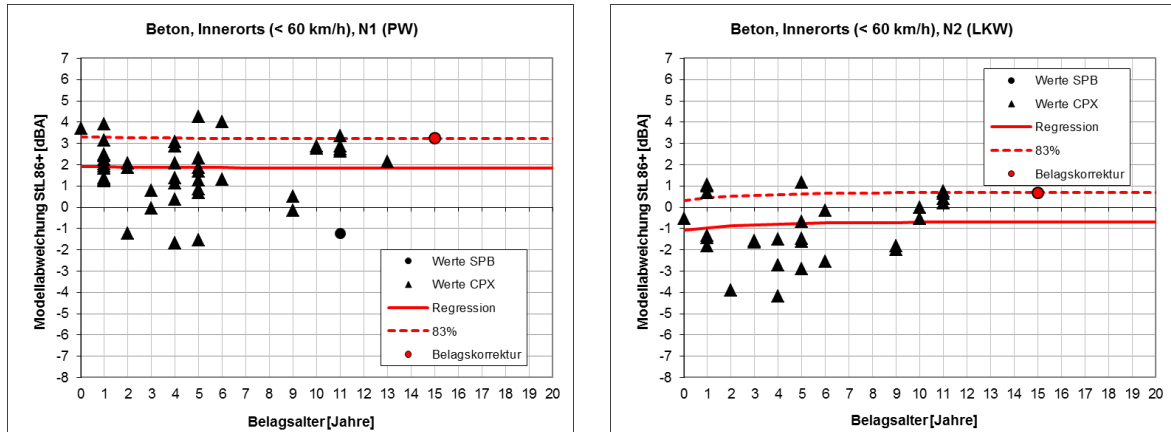 Beton, Innerorts (< 60 km/h), N1 (PW)
Modellabweichung StL86+ [dBA]
7
6
5
4
3
2
1
0
-1
-2
-3
-4
-5
-6
-7
-8
Werte SPB
Werte CPX
Regression
83%
Belagskorrektur
0 1 2 3 4 5 6 7 8 9 10 11 12 13 14 15 16 17 18 19 20
Belagsalter [Jahre]
Beton, Innerorts (< 60 km/h), N2 (LKW)
Modellabweichung StL86+ [dBA]
7
6
5
4
3
2
1
0
-1
-2
-3
-4
-5
-6
-7
-8
Werte SPB
Werte CPX
Regression
83%
Belagskorrektur
0 1 2 3 4 5 6 7 8 9 10 11 12 13 14 15 16 17 18 19 20
Belagsalter [Jahre]